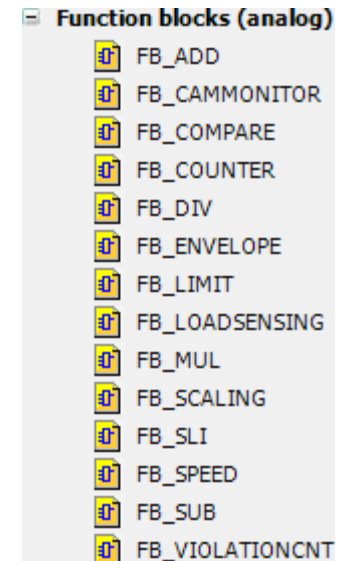 Function blocks (analog)
FB_ADD
FB_CAMMONITOR
FB_COMPARE
FB_COUNTER
FB_DIV
FB_ENVELOPE
FB_LIMIT
FB_LOADSENSING
FB_MUL
FB_SCALING
FB_SLI
FB_SPEED
FB_SUB
FB_VIOLATIONCNT